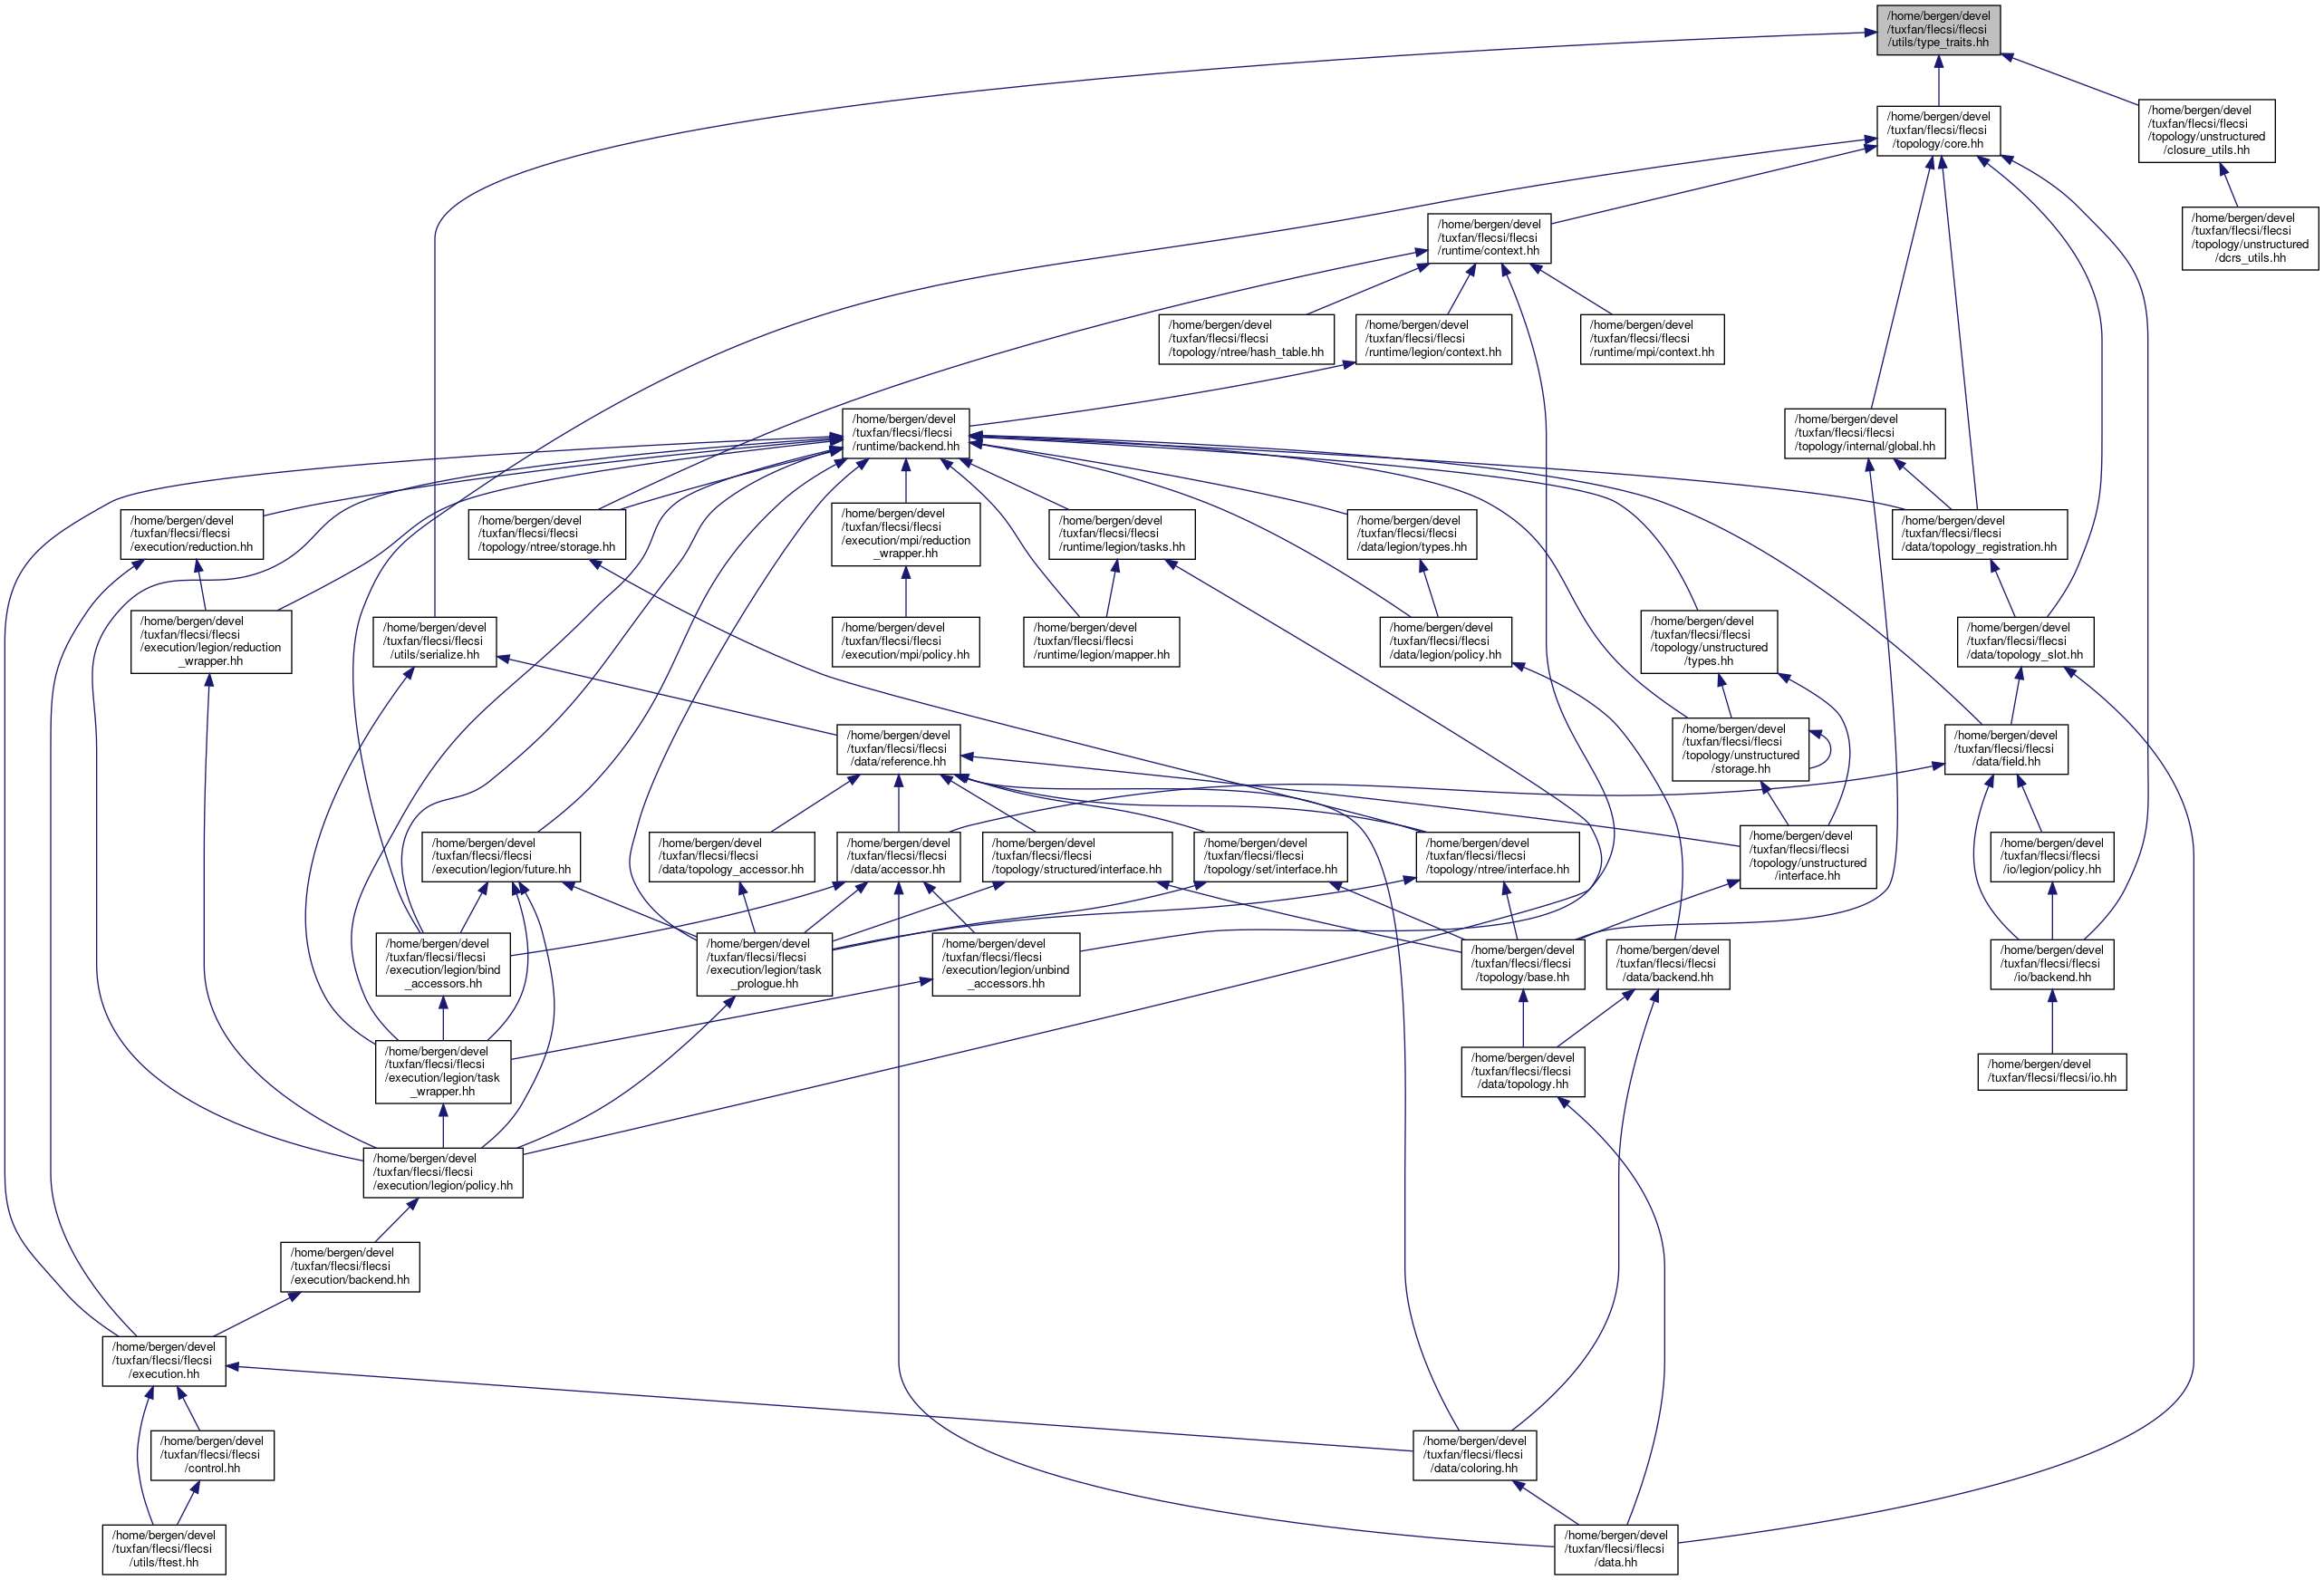 /home/bergen/devel
/tuxfan/flecsi/flecsi
/utils/type_traits.hh
/home/bergen/devel
/tuxfan/flecsi/flecsi
/topology/core.hh
/home/bergen/devel
/tuxfan/flecsi/flecsi
/topology/unstructured
/closure_utils.hh
/home/bergen/devel
/tuxfan/flecsi/flecsi
/runtime/context.hh
/home/bergen/devel
/tuxfan/flecsi/flecsi
/topology/unstructured
/dcrs_utils.hh
/home/bergen/devel
/tuxfan/flecsi/flecsi
/topology/ntree/hash_table.hh
/home/bergen/devel
/tuxfan/flecsi/flecsi
/runtime/legion/context.hh
/home/bergen/devel
/tuxfan/flecsi/flecsi
/runtime/mpi/context.hh
/home/bergen/devel
/tuxfan/flecsi/flecsi
/runtime/backend.hh
/home/bergen/devel
/tuxfan/flecsi/flecsi
/topology/internal/global.hh
/home/bergen/devel
/tuxfan/flecsi/flecsi
/execution/reduction.hh
/home/bergen/devel
/tuxfan/flecsi/flecsi
/topology/ntree/storage.hh
/home/bergen/devel
/tuxfan/flecsi/flecsi
/execution/mpi/reduction
_wrapper.hh
/home/bergen/devel
/tuxfan/flecsi/flecsi
/runtime/legion/tasks.hh
/home/bergen/devel
/tuxfan/flecsi/flecsi
/data/legion/types.hh
/home/bergen/devel
/tuxfan/flecsi/flecsi
/data/topology_registration.hh
/home/bergen/devel
/tuxfan/flecsi/flecsi
/execution/legion/reduction
_wrapper.hh
/home/bergen/devel
/tuxfan/flecsi/flecsi
/utils/serialize.hh
/home/bergen/devel
/tuxfan/flecsi/flecsi
/execution/mpi/policy.hh
/home/bergen/devel
/tuxfan/flecsi/flecsi
/runtime/legion/mapper.hh
/home/bergen/devel
/tuxfan/flecsi/flecsi
/data/legion/policy.hh
/home/bergen/devel
/tuxfan/flecsi/flecsi
/topology/unstructured
/types.hh
/home/bergen/devel
/tuxfan/flecsi/flecsi
/data/topology_slot.hh
/home/bergen/devel
/tuxfan/flecsi/flecsi
/data/reference.hh
/home/bergen/devel
/tuxfan/flecsi/flecsi
/topology/unstructured
/storage.hh
/home/bergen/devel
/tuxfan/flecsi/flecsi
/data/field.hh
/home/bergen/devel
/tuxfan/flecsi/flecsi
/execution/legion/future.hh
/home/bergen/devel
/tuxfan/flecsi/flecsi
/data/topology_accessor.hh
/home/bergen/devel
/tuxfan/flecsi/flecsi
/data/accessor.hh
/home/bergen/devel
/tuxfan/flecsi/flecsi
/topology/structured/interface.hh
/home/bergen/devel
/tuxfan/flecsi/flecsi
/topology/set/interface.hh
/home/bergen/devel
/tuxfan/flecsi/flecsi
/topology/ntree/interface.hh
/home/bergen/devel
/tuxfan/flecsi/flecsi
/topology/unstructured
/interface.hh
/home/bergen/devel
/tuxfan/flecsi/flecsi
/io/legion/policy.hh
/home/bergen/devel
/tuxfan/flecsi/flecsi
/execution/legion/bind
_accessors.hh
/home/bergen/devel
/tuxfan/flecsi/flecsi
/execution/legion/task
_prologue.hh
/home/bergen/devel
/tuxfan/flecsi/flecsi
/execution/legion/unbind
_accessors.hh
/home/bergen/devel
/tuxfan/flecsi/flecsi
/topology/base.hh
/home/bergen/devel
/tuxfan/flecsi/flecsi
/data/backend.hh
/home/bergen/devel
/tuxfan/flecsi/flecsi
/io/backend.hh
/home/bergen/devel
/tuxfan/flecsi/flecsi
/execution/legion/task
_wrapper.hh
/home/bergen/devel
/tuxfan/flecsi/flecsi
/data/topology.hh
/home/bergen/devel
/tuxfan/flecsi/flecsi/io.hh
/home/bergen/devel
/tuxfan/flecsi/flecsi
/execution/legion/policy.hh
/home/bergen/devel
/tuxfan/flecsi/flecsi
/execution/backend.hh
/home/bergen/devel
/tuxfan/flecsi/flecsi
/execution.hh
/home/bergen/devel
/tuxfan/flecsi/flecsi
/control.hh
/home/bergen/devel
/tuxfan/flecsi/flecsi
/data/coloring.hh
/home/bergen/devel
/tuxfan/flecsi/flecsi
/utils/ftest.hh
/home/bergen/devel
/tuxfan/flecsi/flecsi
/data.hh